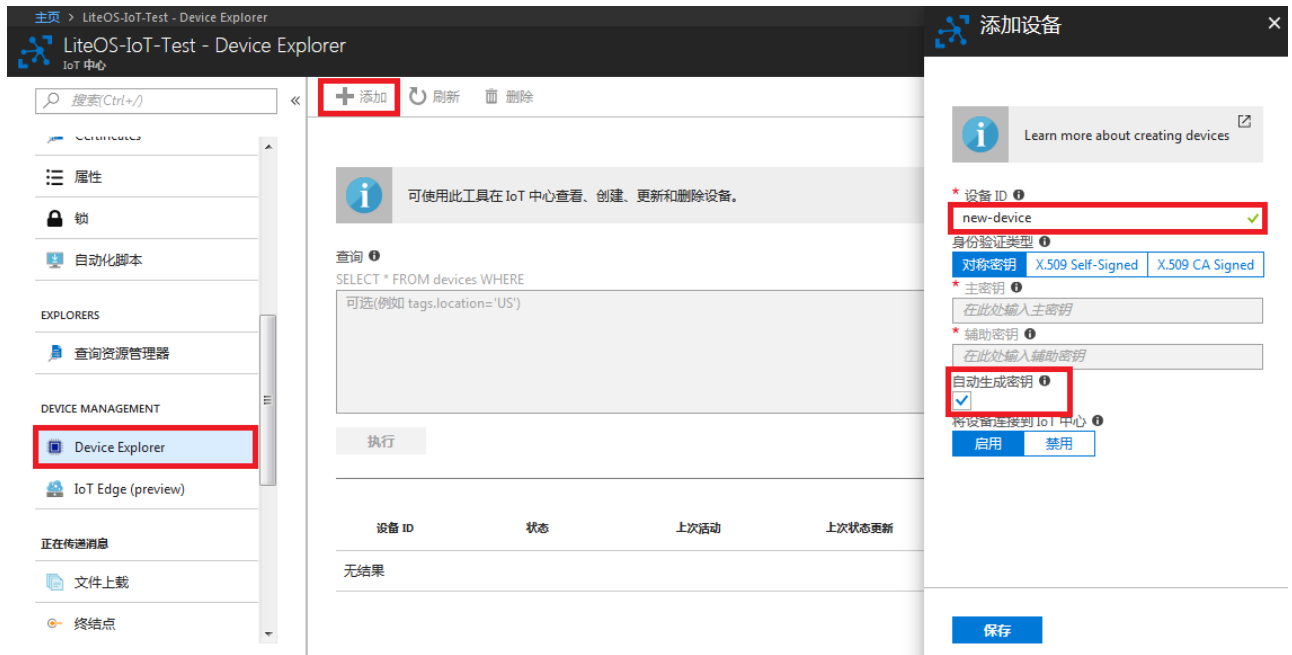 主页 > LiteOS-IoT-Test - Device Explorer
LiteOS-IoT-Test - Device Explorer
IoT 中心
搜索(Ctrl+/)
«
Certificates
属性
锁
自动化脚本
EXPLORERS
查询资源管理器
DEVICE MANAGEMENT
Device Explorer
IoT Edge (preview)
正在传递消息
文件上载
终结点
添加 刷新 删除
可使用此工具在 IoT 中心查看、创建、更新和删除设备。
查询
SELECT * FROM devices WHERE
可选(例如 tags.location='US')
执行
设备 ID 状态 上次活动 上次状态更新
无结果
添加设备
Learn more about creating devices
* 设备 ID
new-device
身份验证类型
对称密钥 X.509 Self-Signed X.509 CA Signed
* 主密钥
在此处输入主密钥
* 辅助密钥
在此处输入辅助密钥
自动生成密钥
将设备连接到 IoT 中心
启用 禁用
保存